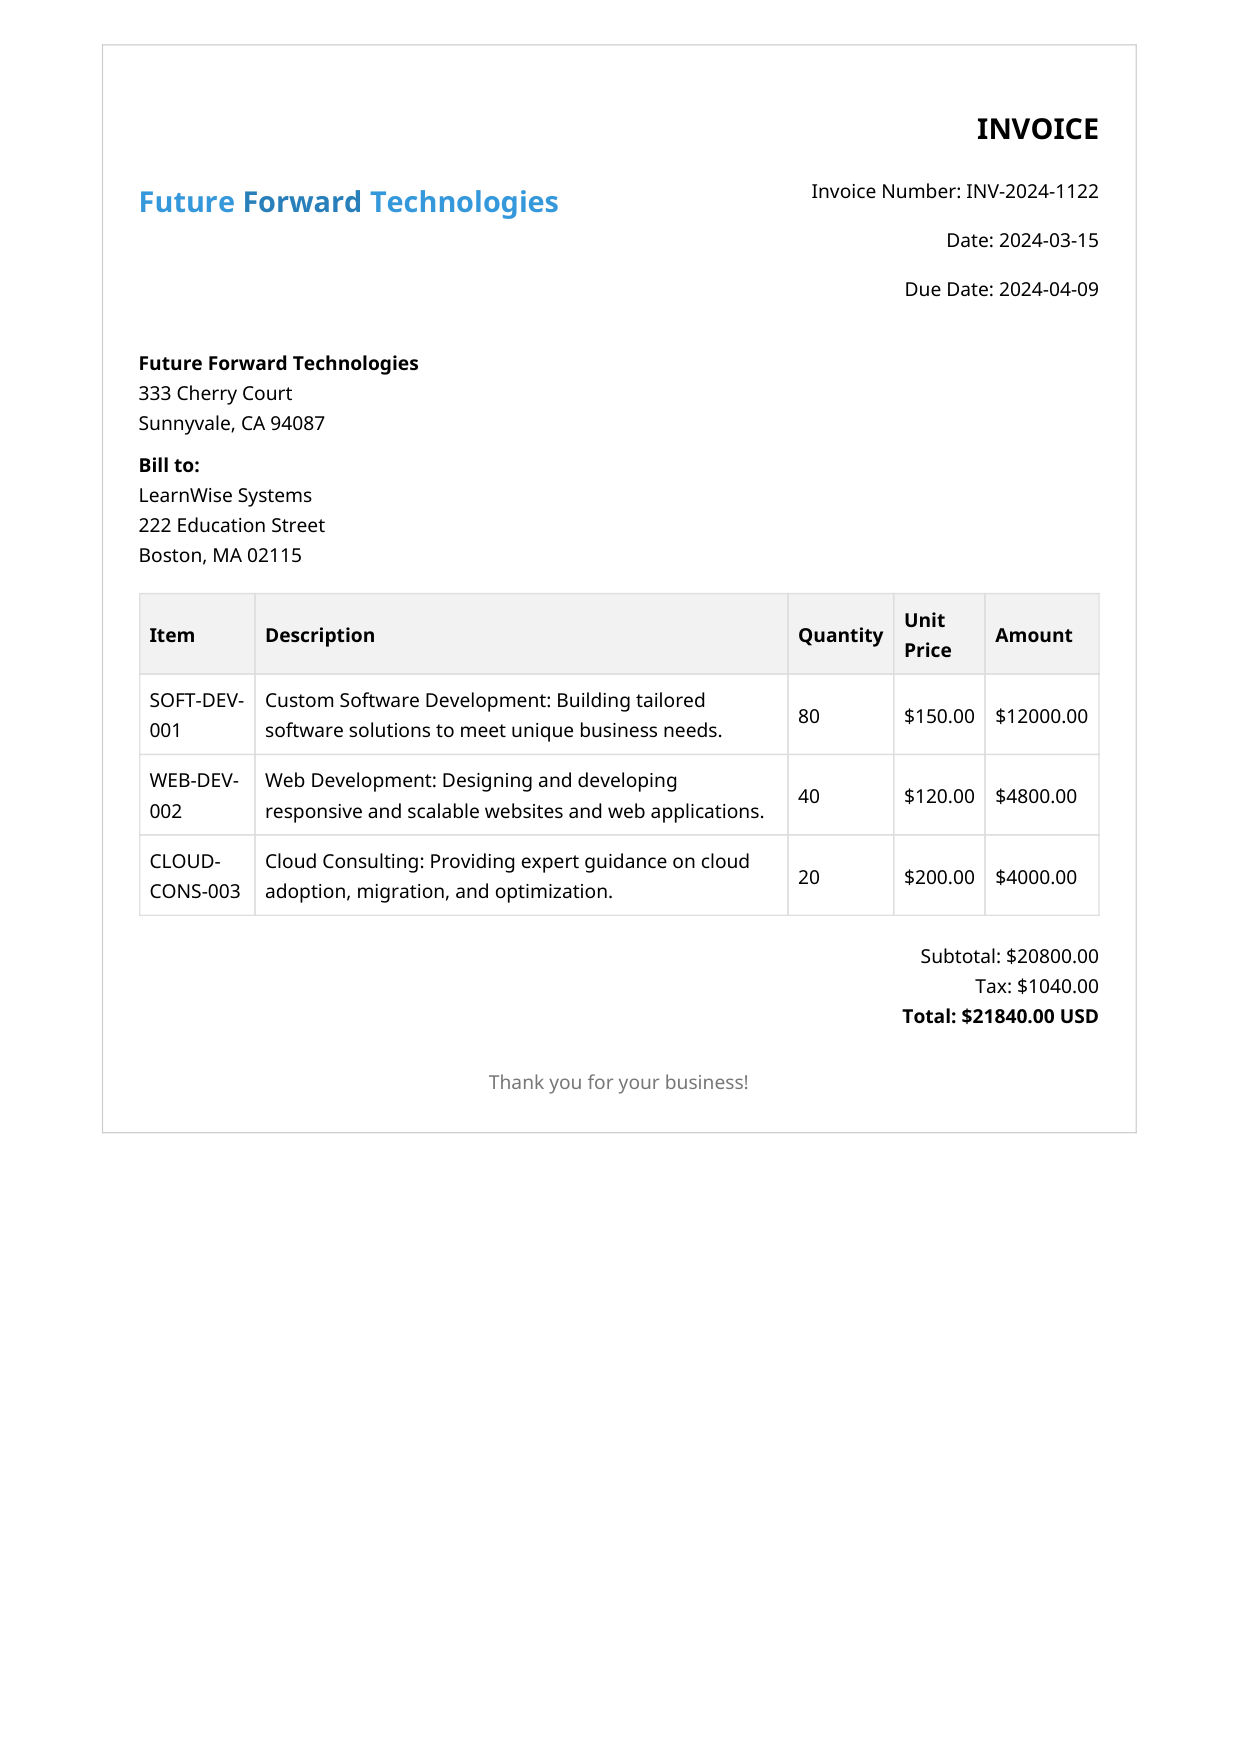 INVOICE
Future Forward Technologies
Invoice Number: INV-2024-1122
Date: 2024-03-15
Due Date: 2024-04-09
Future Forward Technologies
333 Cherry Court
Sunnyvale, CA 94087
Bill to:
LearnWise Systems
222 Education Street
Boston, MA 02115
Item Description Quantity Unit Price Amount
SOFT-DEV-001 Custom Software Development: Building tailored software solutions to meet unique business needs. 80 $150.00 $12000.00
WEB-DEV-002 Web Development: Designing and developing responsive and scalable websites and web applications. 40 $120.00 $4800.00
CLOUD-CONS-003 Cloud Consulting: Providing expert guidance on cloud adoption, migration, and optimization. 20 $200.00 $4000.00
Subtotal: $20800.00
Tax: $1040.00
Total: $21840.00 USD
Thank you for your business!